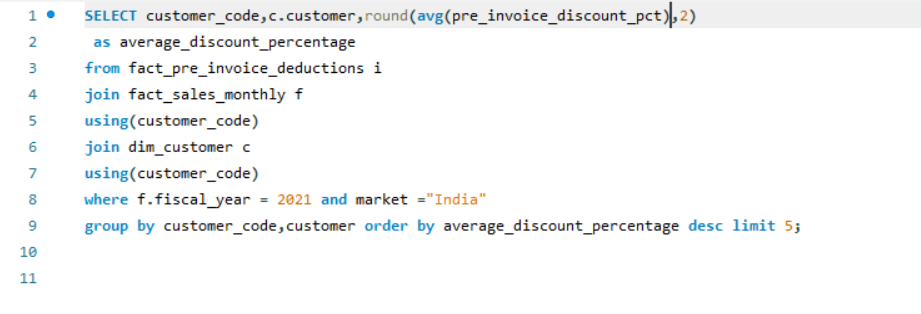 1 SELECT customer_code,c.customer,round(avg(pre_invoice_discount_pct),2)
2 as average_discount_percentage
3 from fact_pre_invoice_deductions i
4 join fact_sales_monthly f
5 using(customer_code)
6 join dim_customer c
7 using(customer_code)
8 where f.fiscal_year = 2021 and market ="India"
9 group by customer_code,customer order by average_discount_percentage desc limit 5;
10
11